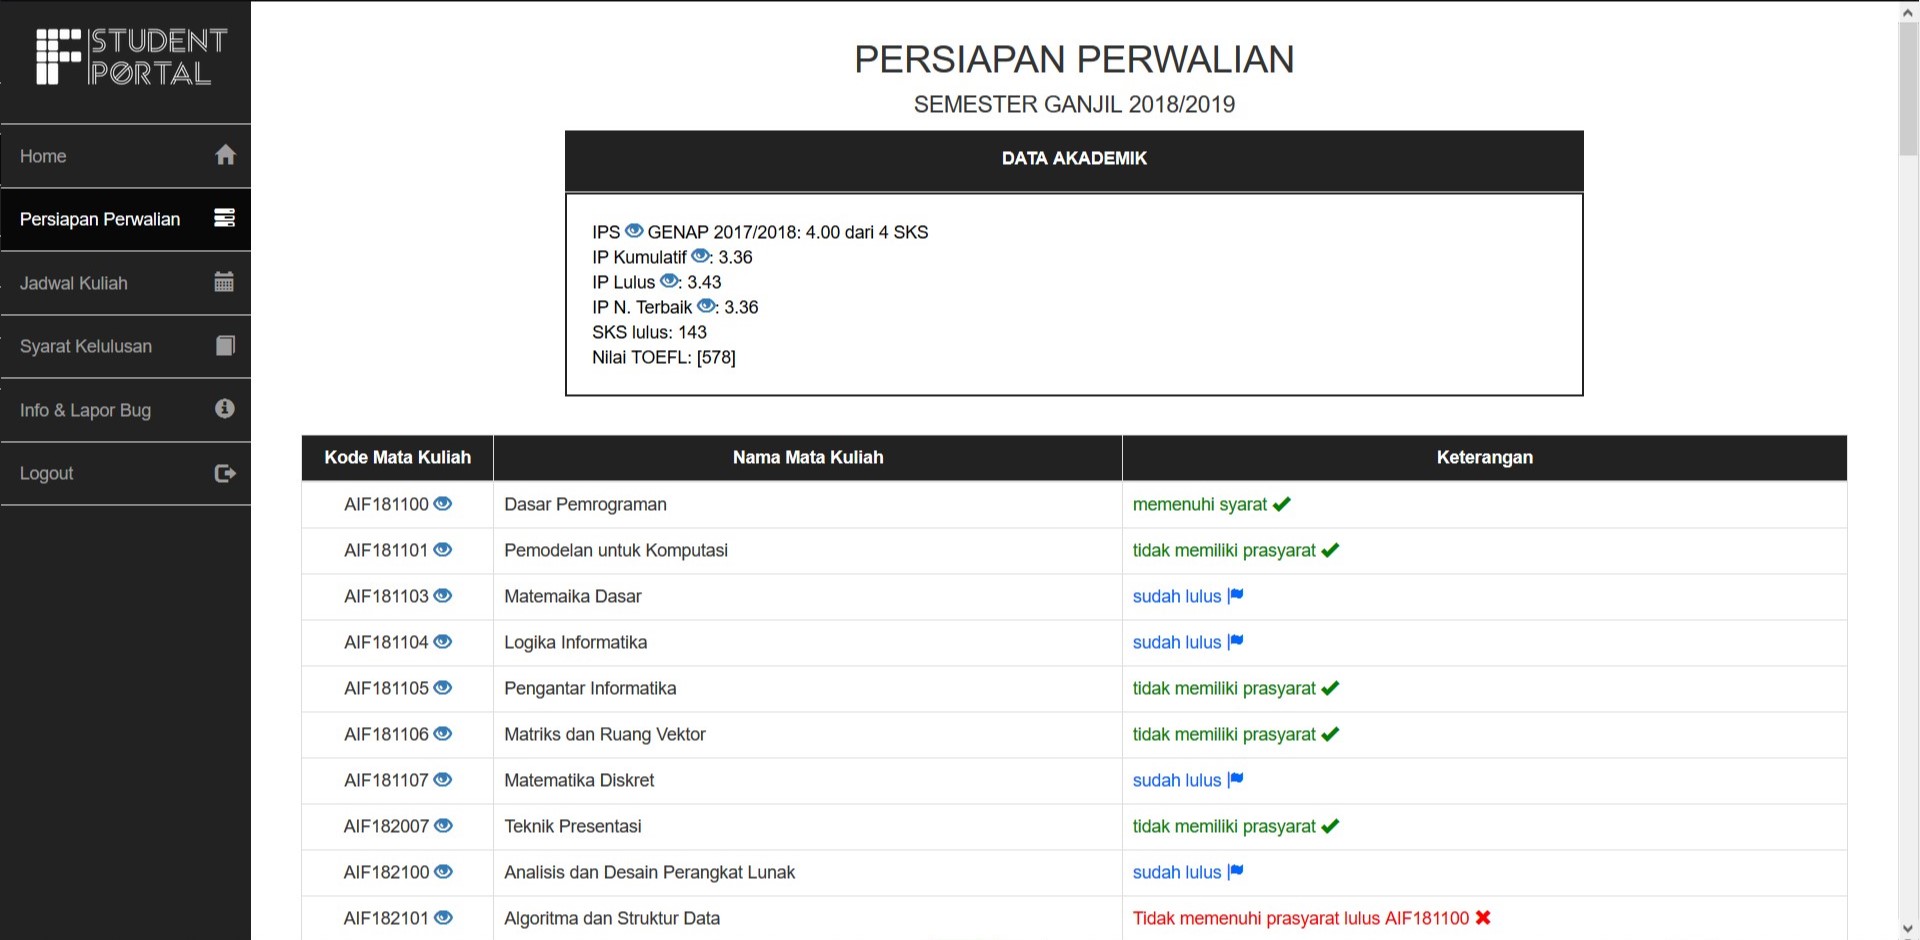 STUDENT
PØRTAL
Home
Persiapan Perwalian
Jadwal Kuliah
Syarat Kelulusan
Info & Lapor Bug
Logout
PERSIAPAN PERWALIAN
SEMESTER GANJIL 2018/2019
DATA AKADEMIK
IPS GENAP 2017/2018: 4.00 dari 4 SKS
IP Kumulatif : 3.36
IP Lulus : 3.43
IP N. Terbaik : 3.36
SKS lulus: 143
Nilai TOEFL: [578]
Kode Mata Kuliah Nama Mata Kuliah Keterangan
AIF181100 Dasar Pemrograman memenuhi syarat
AIF181101 Pemodelan untuk Komputasi tidak memiliki prasyarat
AIF181103 Matemaika Dasar sudah lulus
AIF181104 Logika Informatika sudah lulus
AIF181105 Pengantar Informatika tidak memiliki prasyarat
AIF181106 Matriks dan Ruang Vektor tidak memiliki prasyarat
AIF181107 Matematika Diskret sudah lulus
AIF182007 Teknik Presentasi tidak memiliki prasyarat
AIF182100 Analisis dan Desain Perangkat Lunak sudah lulus
AIF182101 Algoritma dan Struktur Data Tidak memenuhi prasyarat lulus AIF181100